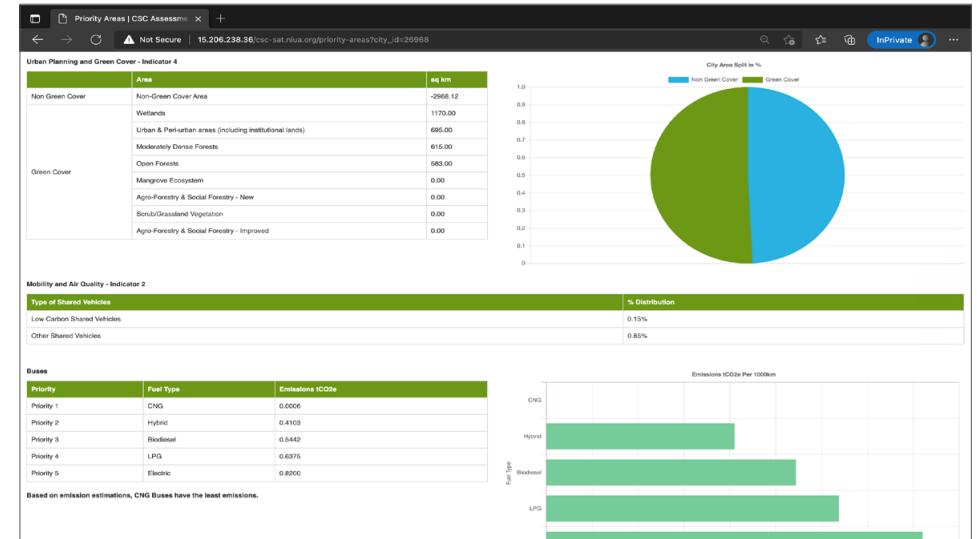 Priority Areas | CSC Assessme
Not Secure | 15.206.238.36/csc-sat.niua.org/priority-areas?city_id=26968
InPrivate
Urban Planning and Green Cover - Indicator 4
Area sq km
Non Green Cover Non-Green Cover Area -2968.12
Green Cover
Wetlands 1170.00
Urban & Peri-urban areas (including institutional lands) 695.00
Moderately Dense Forests 615.00
Open Forests 583.00
Mangrove Ecosystem 0.00
Agro-Forestry & Social Forestry - New 0.00
Scrub/Grassland Vegetation 0.00
Agro-Forestry & Social Forestry - Improved 0.00
City Area Split in %
Non Green Cover Green Cover
1.0
0.9
0.8
0.7
0.6
0.5
0.4
0.3
0.2
0.1
0
Mobility and Air Quality - Indicator 2
Type of Shared Vehicles % Distribution
Low Carbon Shared Vehicles 0.15%
Other Shared Vehicles 0.85%
Buses
Priority Fuel Type Emissions tCO2e
Priority 1 CNG 0.0006
Priority 2 Hybrid 0.4103
Priority 3 Biodiesel 0.5442
Priority 4 LPG 0.6375
Priority 5 Electric 0.8200
Based on emission estimations, CNG Buses have the least emissions.
Emissions tCO2e Per 1000km
Fuel Type
CNG
Hybrid
Biodiesel
LPG